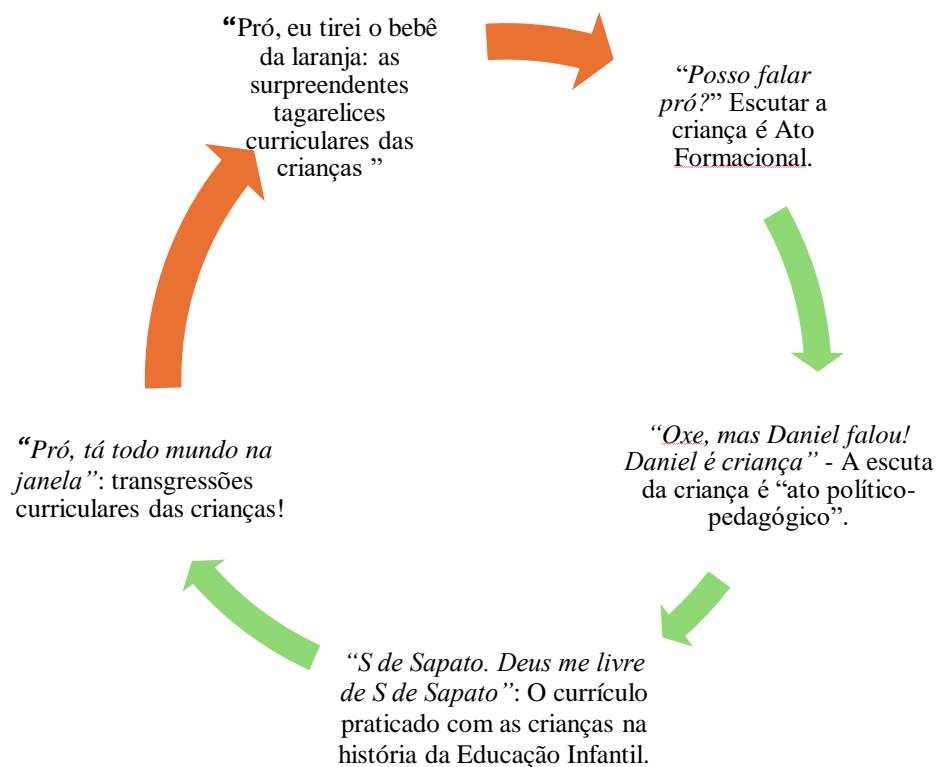 “Pró, eu tirei o bebê
da laranja: as
surpreendentes
tagarelices
curriculares das
crianças ”
“Posso falar
pró?” Escutar a
criança é Ato
Formacional.
“Oxe, mas Daniel falou!
Daniel é criança” - A escuta
da criança é “ato político-
pedagógico”.
“S de Sapato. Deus me livre
de S de Sapato”: O currículo
praticado com as crianças na
história da Educação Infantil.
“Pró, tá todo mundo na
janela”: transgressões
curriculares das crianças!